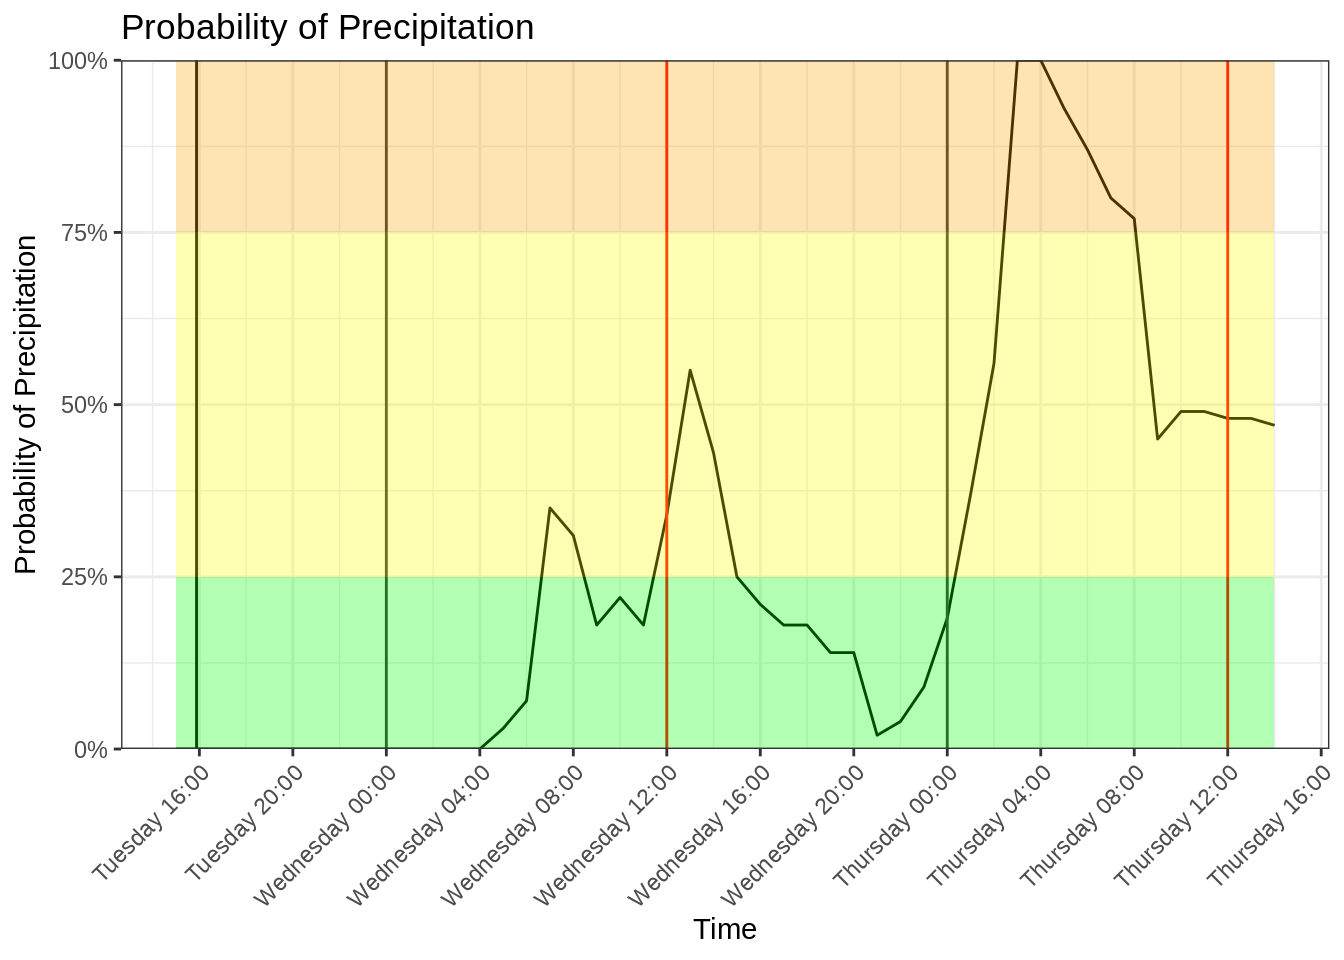 Probability of Precipitation
Probability of Precipitation
100%
75%
50%
25%
0%
Tuesday 16:00
Tuesday 20:00
Wednesday 00:00
Wednesday 04:00
Wednesday 08:00
Wednesday 12:00
Wednesday 16:00
Wednesday 20:00
Thursday 00:00
Thursday 04:00
Thursday 08:00
Thursday 12:00
Thursday 16:00
Time